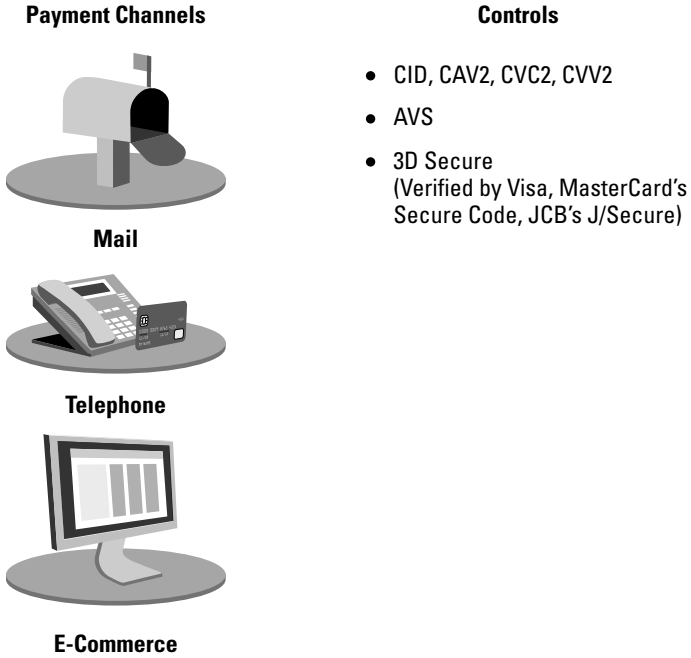 Payment Channels
Controls
Mail
Telephone
E-Commerce
• CID, CAV2, CVC2, CVV2
• AVS
• 3D Secure
(Verified by Visa, MasterCard's
Secure Code, JCB's J/Secure)